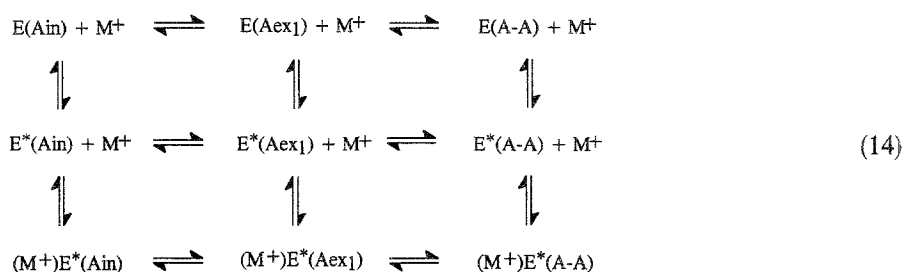 E(Ain) + M⁺ ⇌ E(Aex₁) + M⁺ ⇌ E(A-A) + M⁺
E*(Ain) + M⁺ ⇌ E*(Aex₁) + M⁺ ⇌ E*(A-A) + M⁺ (14)
(M⁺)E*(Ain) ⇌ (M⁺)E*(Aex₁) ⇌ (M⁺)E*(A-A)